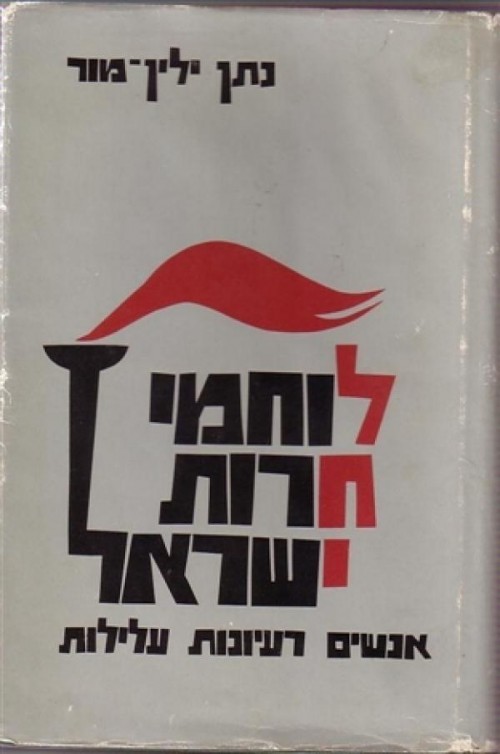 נתן ילין-מור
לוחמי
חרות
ישראל
אנשים רעיונות עלילות